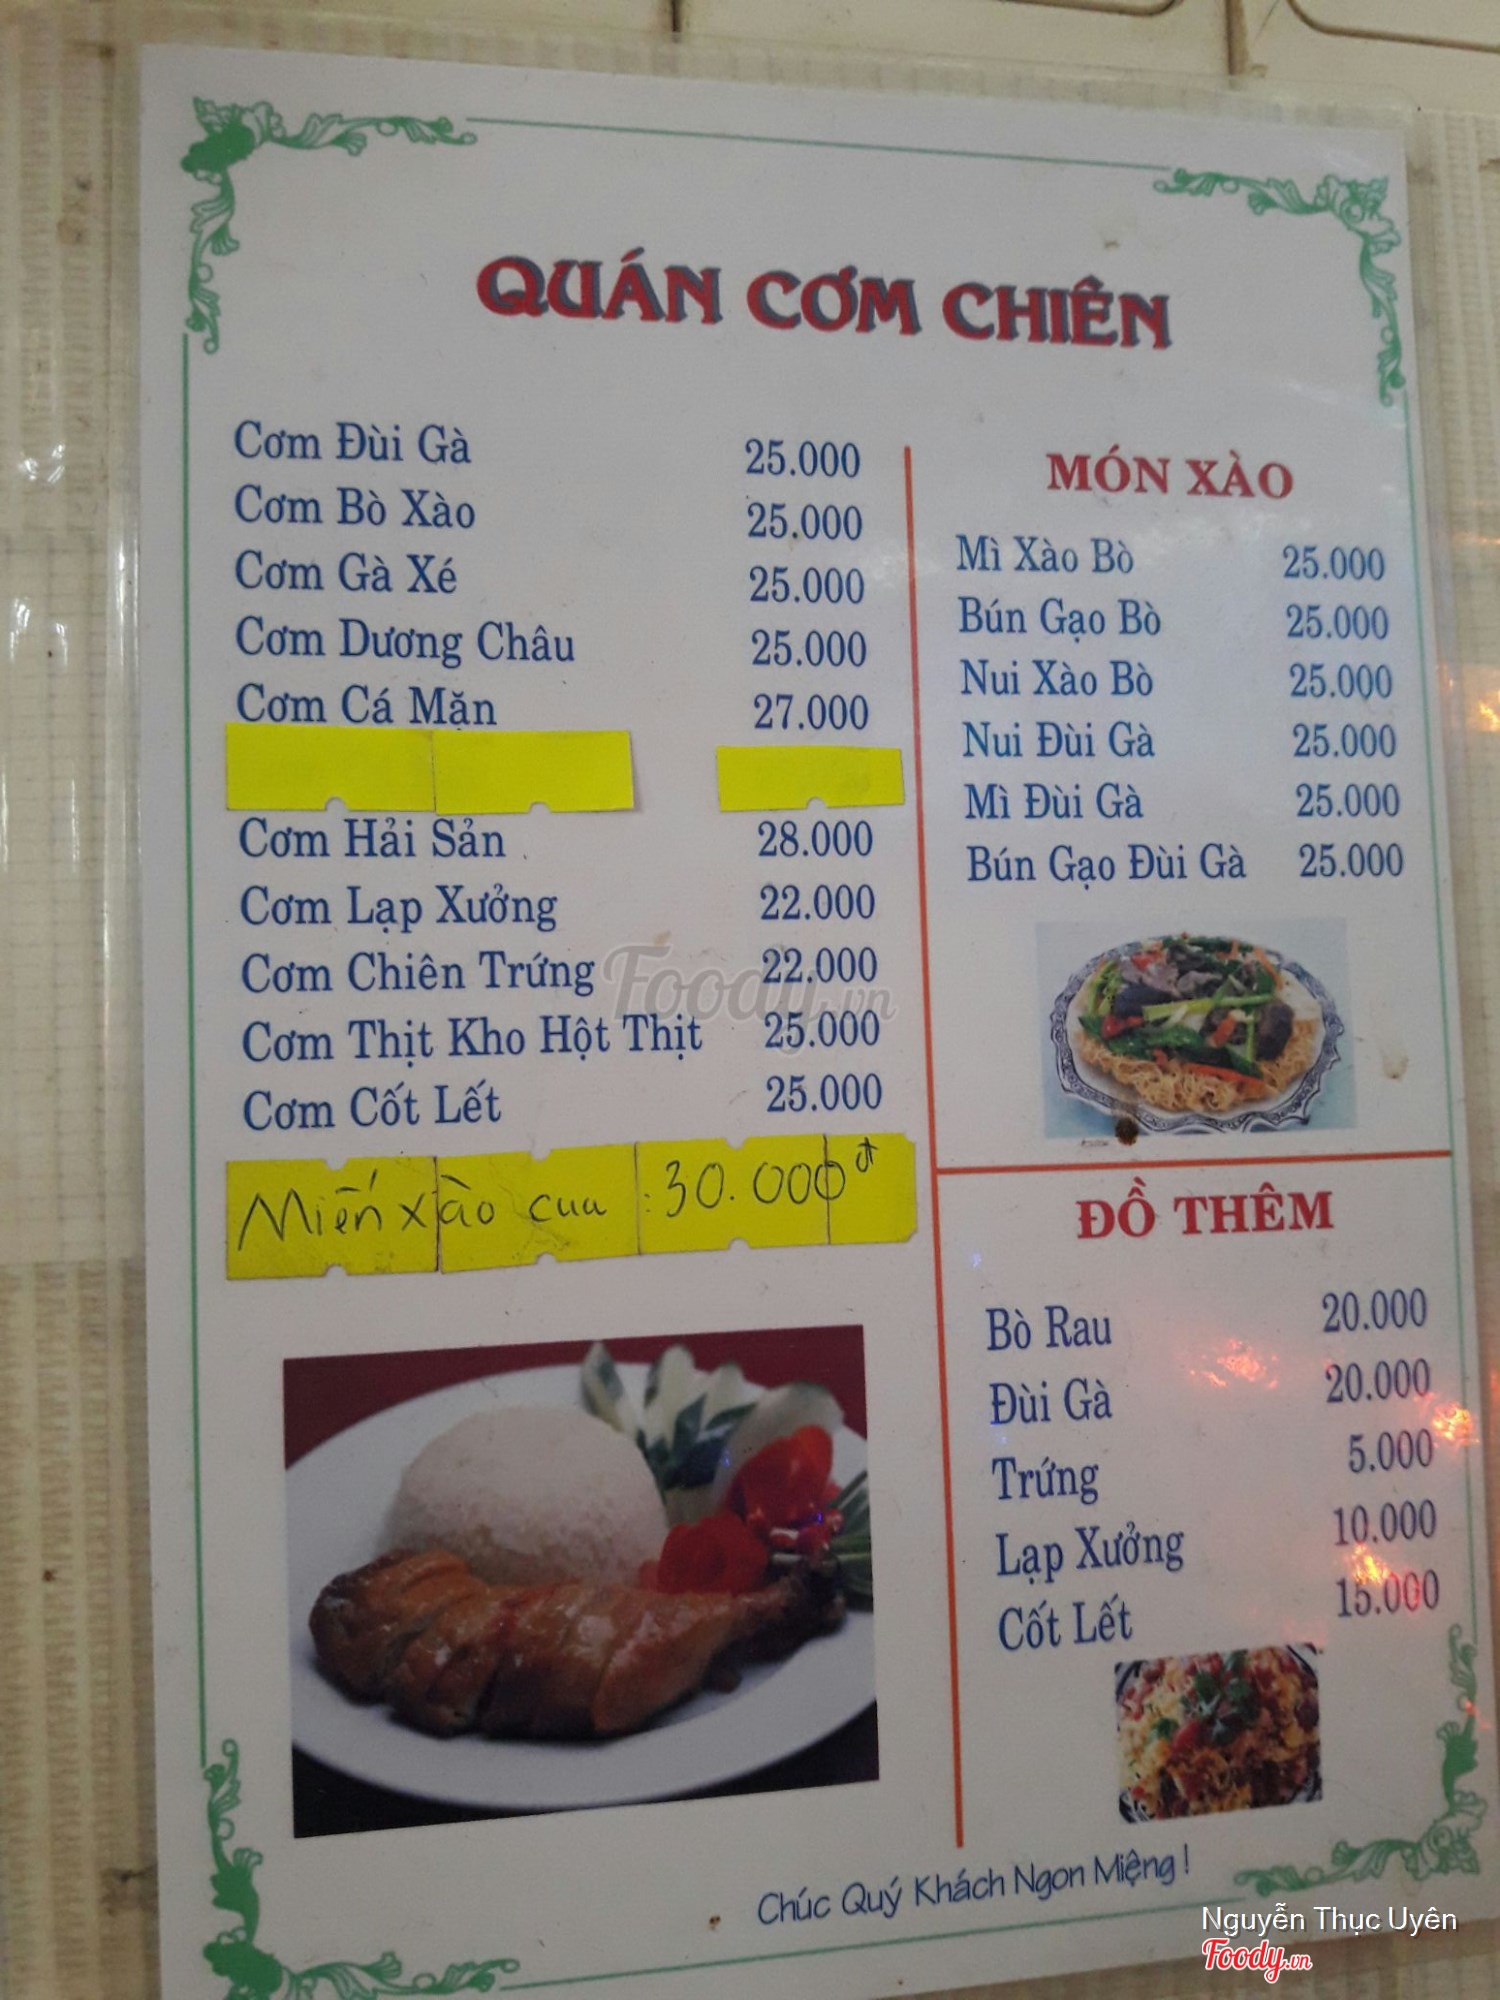 QUÁN CƠM CHIÊN
Cơm Đùi Gà 25.000
Cơm Bò Xào 25.000
Cơm Gà Xé 25.000
Cơm Dương Châu 25.000
Cơm Cá Mặn 27.000
Cơm Hải Sản 28.000
Cơm Lạp Xưởng 22.000
Cơm Chiên Trứng 22.000
Cơm Thịt Kho Hột Thịt 25.000
Cơm Cốt Lết 25.000
Miến xào cua : 30.000đ
MÓN XÀO
Mì Xào Bò 25.000
Bún Gạo Bò 25.000
Nui Xào Bò 25.000
Nui Đùi Gà 25.000
Mì Đùi Gà 25.000
Bún Gạo Đùi Gà 25.000
ĐỒ THÊM
Bò Rau 20.000
Đùi Gà 20.000
Trứng 5.000
Lạp Xưởng 10.000
Cốt Lết 15.000
Chúc Quý Khách Ngon Miệng !
Foody.vn
Nguyễn Thục Uyên
Foody.vn